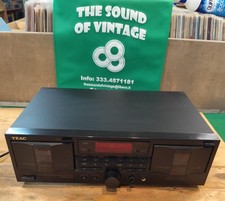 THE SOUND
OF VINTAGE
Info: 333.4571181
TEAC